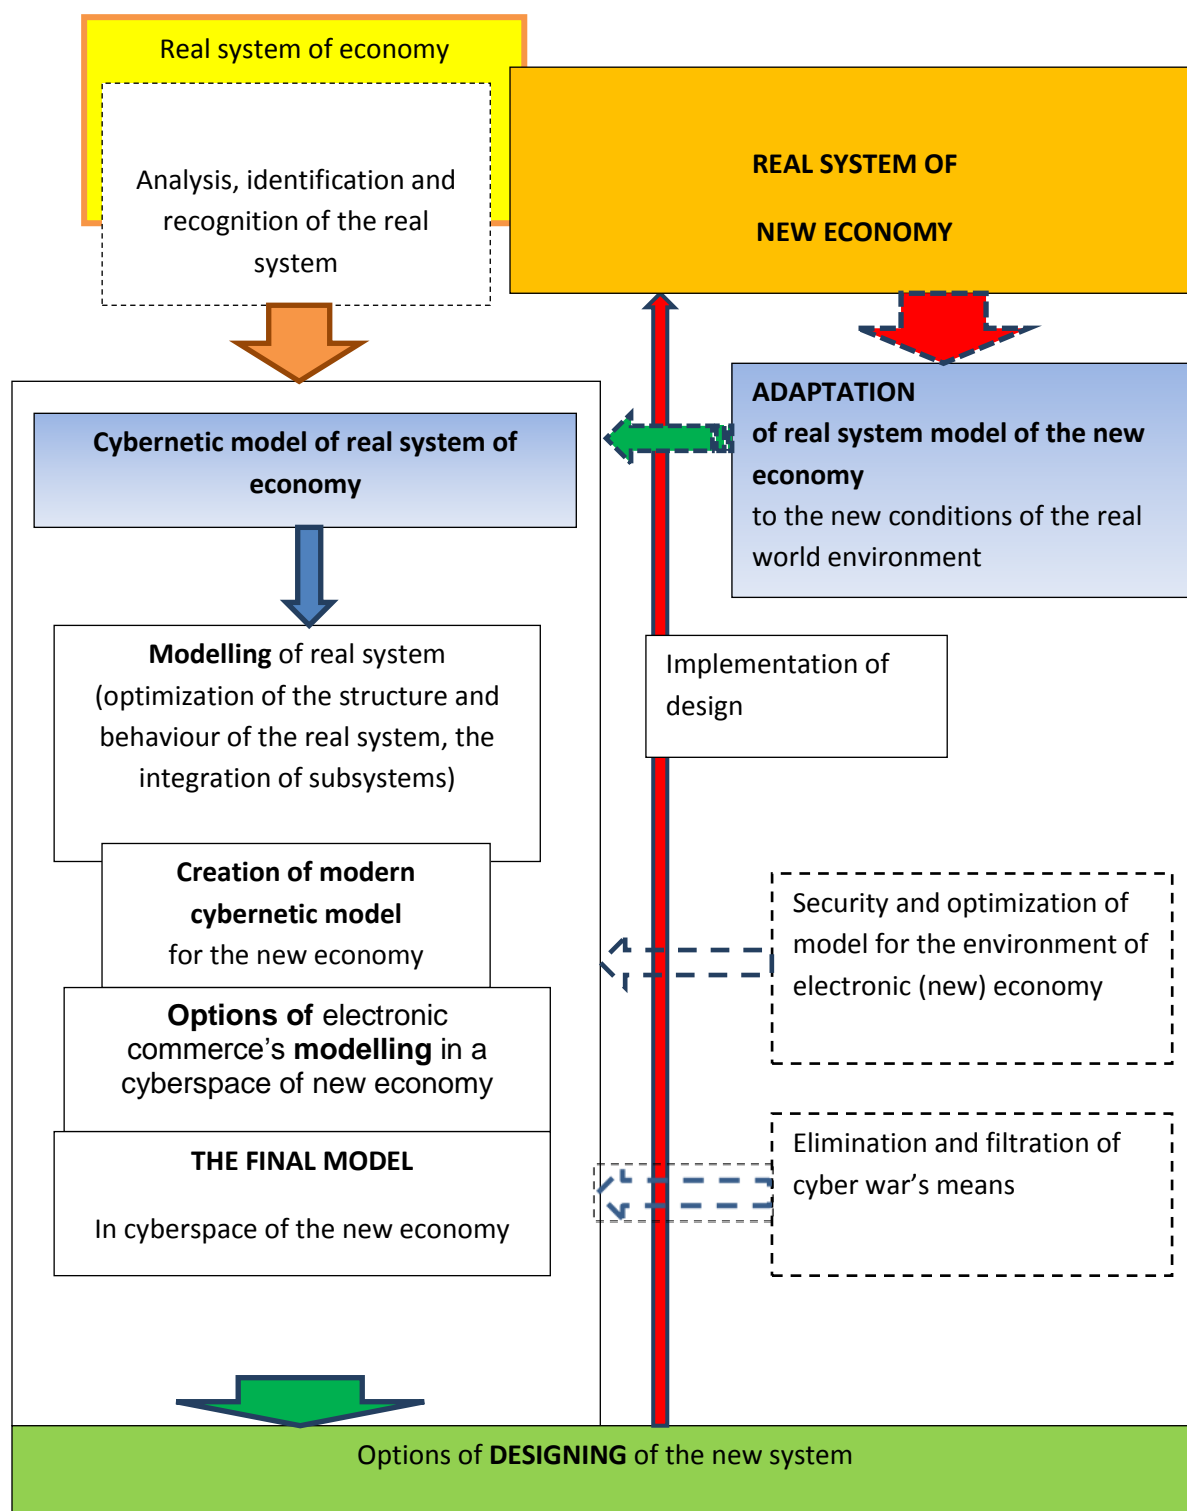 Real system of economy
Analysis, identification and
recognition of the real
system
REAL SYSTEM OF
NEW ECONOMY
Cybernetic model of real system of
economy
ADAPTATION
of real system model of the new
economy
to the new conditions of the real
world environment
Modelling of real system
(optimization of the structure and
behaviour of the real system, the
integration of subsystems)
Implementation of
design
Creation of modern
cybernetic model
for the new economy
Security and optimization of
model for the environment of
electronic (new) economy
Options of electronic
commerce’s modelling in a
cyberspace of new economy
THE FINAL MODEL
In cyberspace of the new economy
Elimination and filtration of
cyber war’s means
Options of DESIGNING of the new system